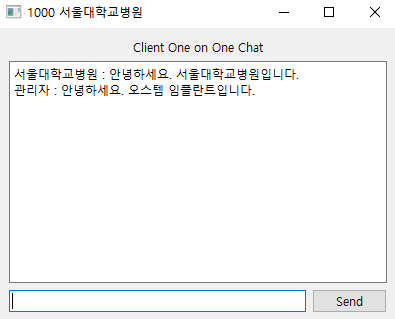 1000 서울대학교병원
Client One on One Chat
서울대학교병원 : 안녕하세요. 서울대학교병원입니다.
관리자 : 안녕하세요. 오스템 임플란트입니다.
Send